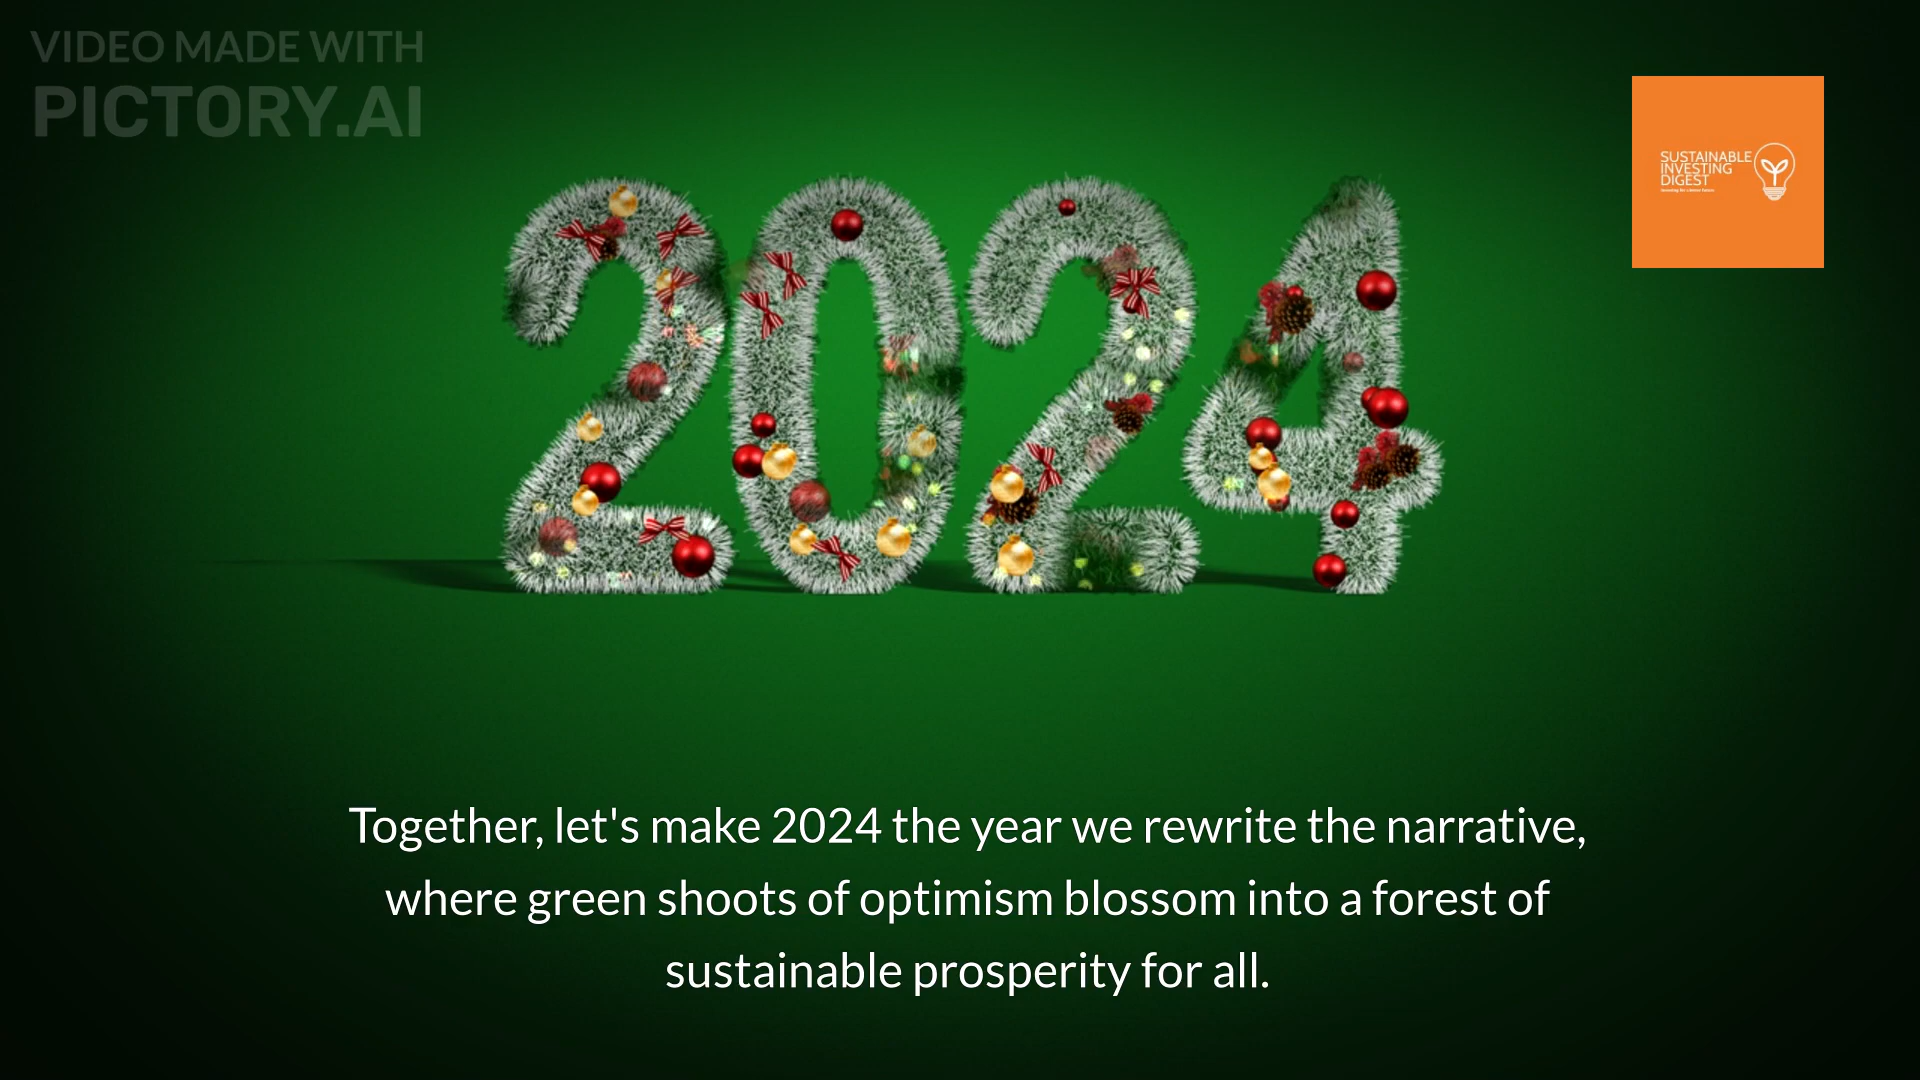 VIDEO MADE WITH
PICTORY.AI
SUSTAINABLE
INVESTING
DIGEST
2024
Together, let's make 2024 the year we rewrite the narrative,
where green shoots of optimism blossom into a forest of
sustainable prosperity for all.